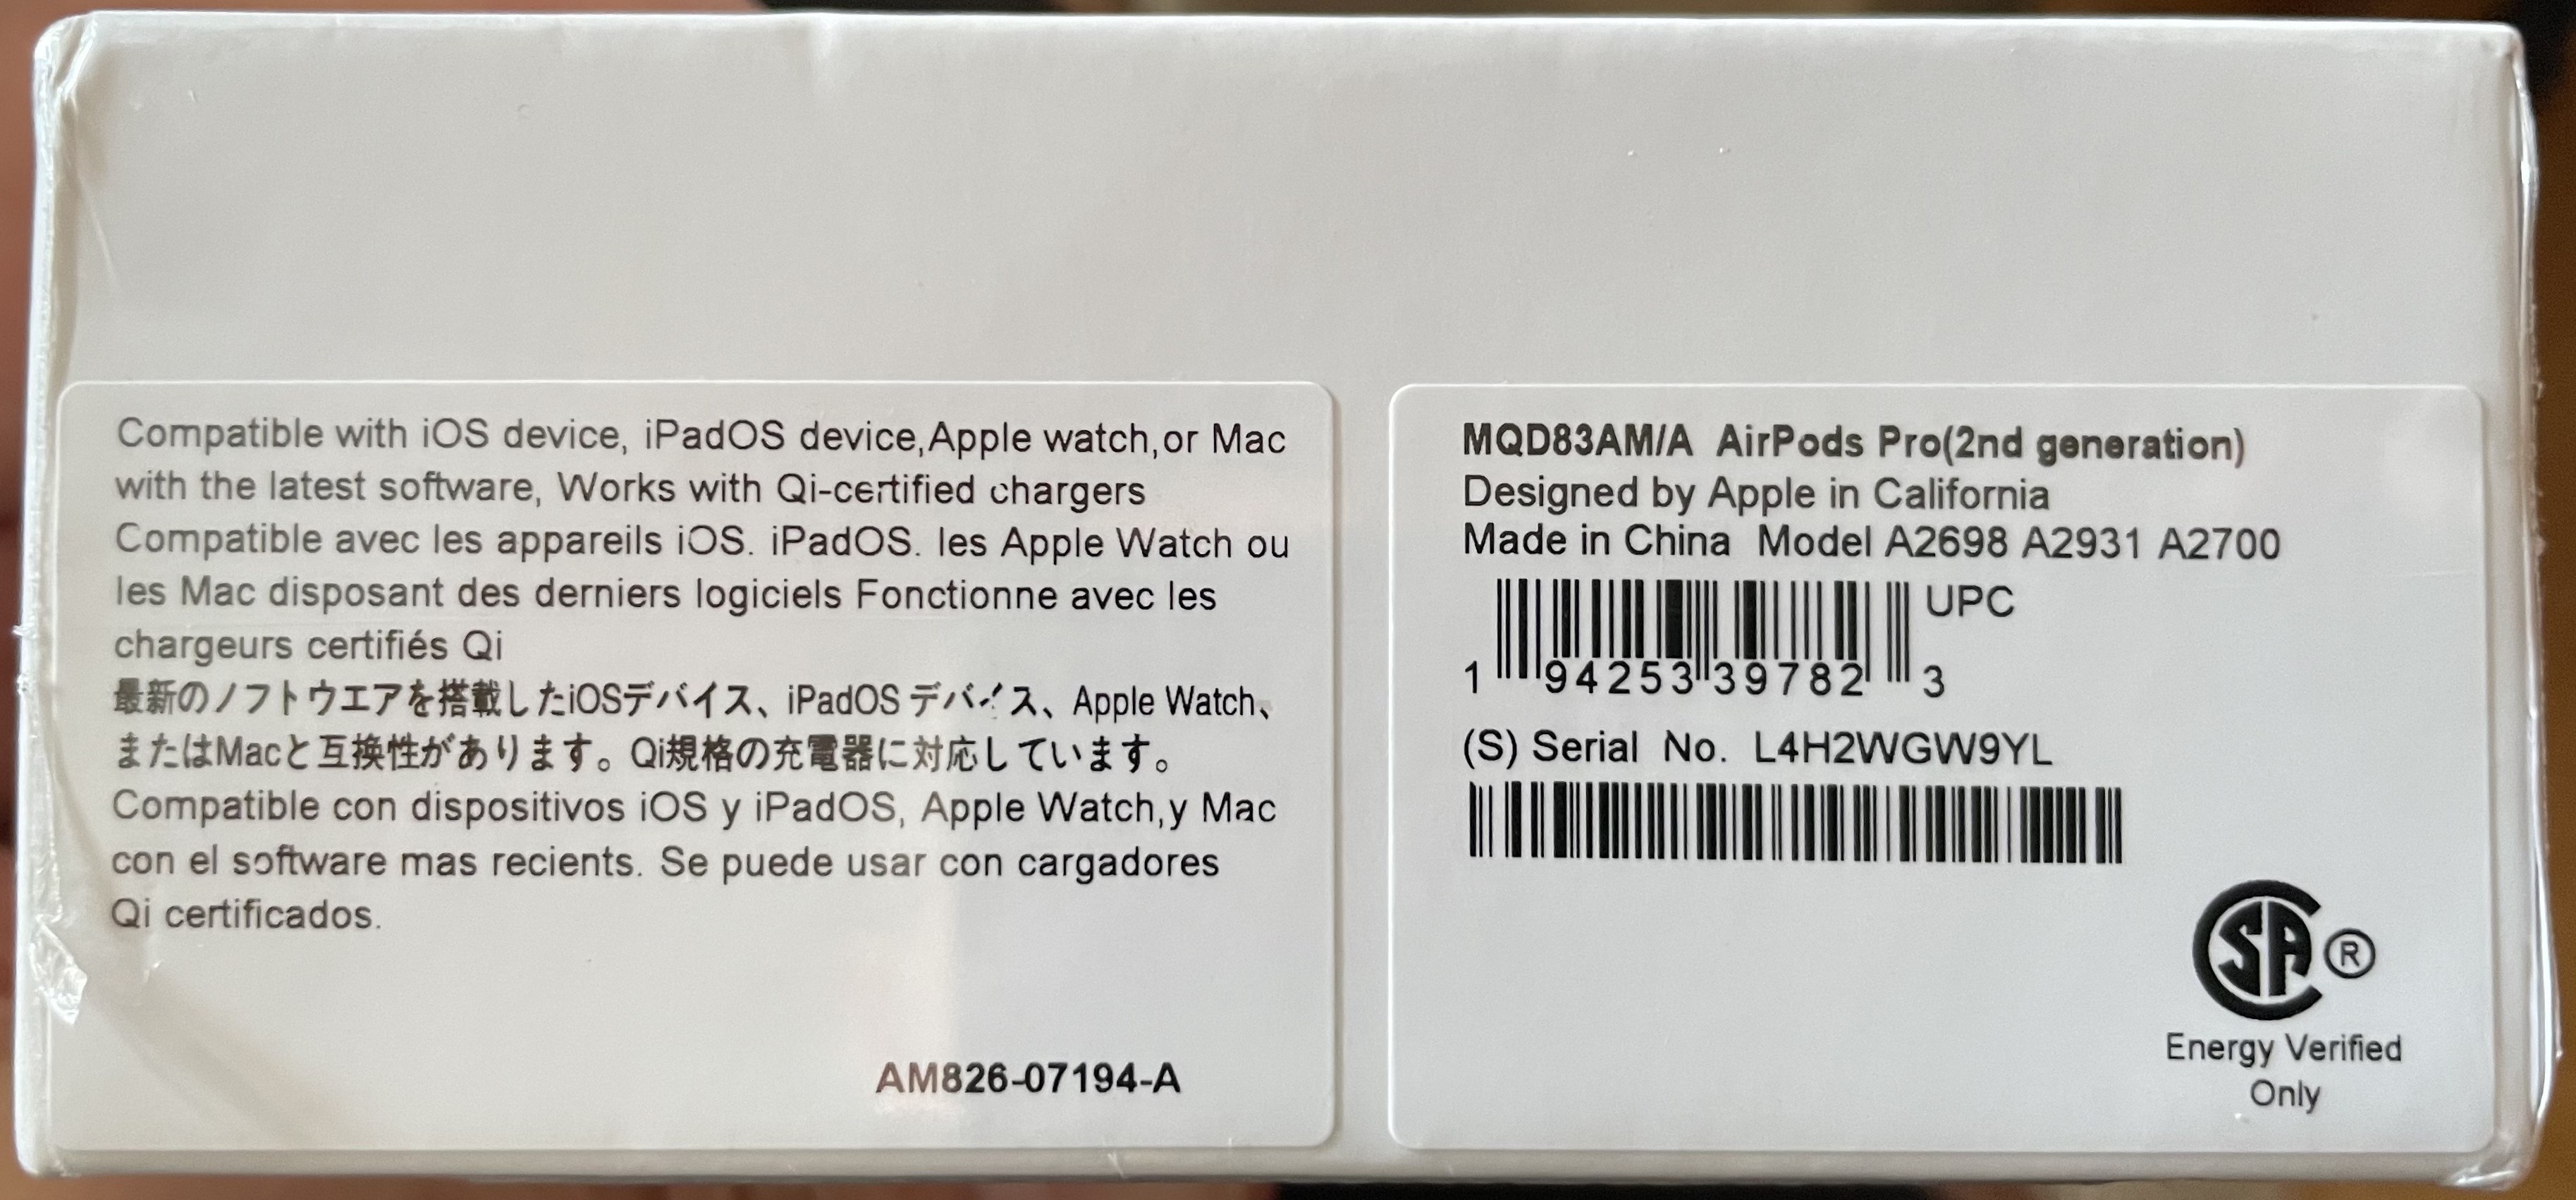 Compatible with iOS device, iPadOS device,Apple watch,or Mac
with the latest software, Works with Qi-certified chargers
Compatible avec les appareils iOS. iPadOS. les Apple Watch ou
les Mac disposant des derniers logiciels Fonctionne avec les
chargeurs certifiés Qi
最新のノフトウエアを搭載したiOSデバイス、iPadOS デバイス、Apple Watch、
またはMacと互換性があります。Qi規格の充電器に対応しています。
Compatible con dispositivos iOS y iPadOS, Apple Watch,y Mac
con el software mas recients. Se puede usar con cargadores
Qi certificados.
AM826-07194-A
MQD83AM/A AirPods Pro(2nd generation)
Designed by Apple in California
Made in China Model A2698 A2931 A2700
UPC
1 94253 39782 3
(S) Serial No. L4H2WGW9YL
SA ®
Energy Verified
Only